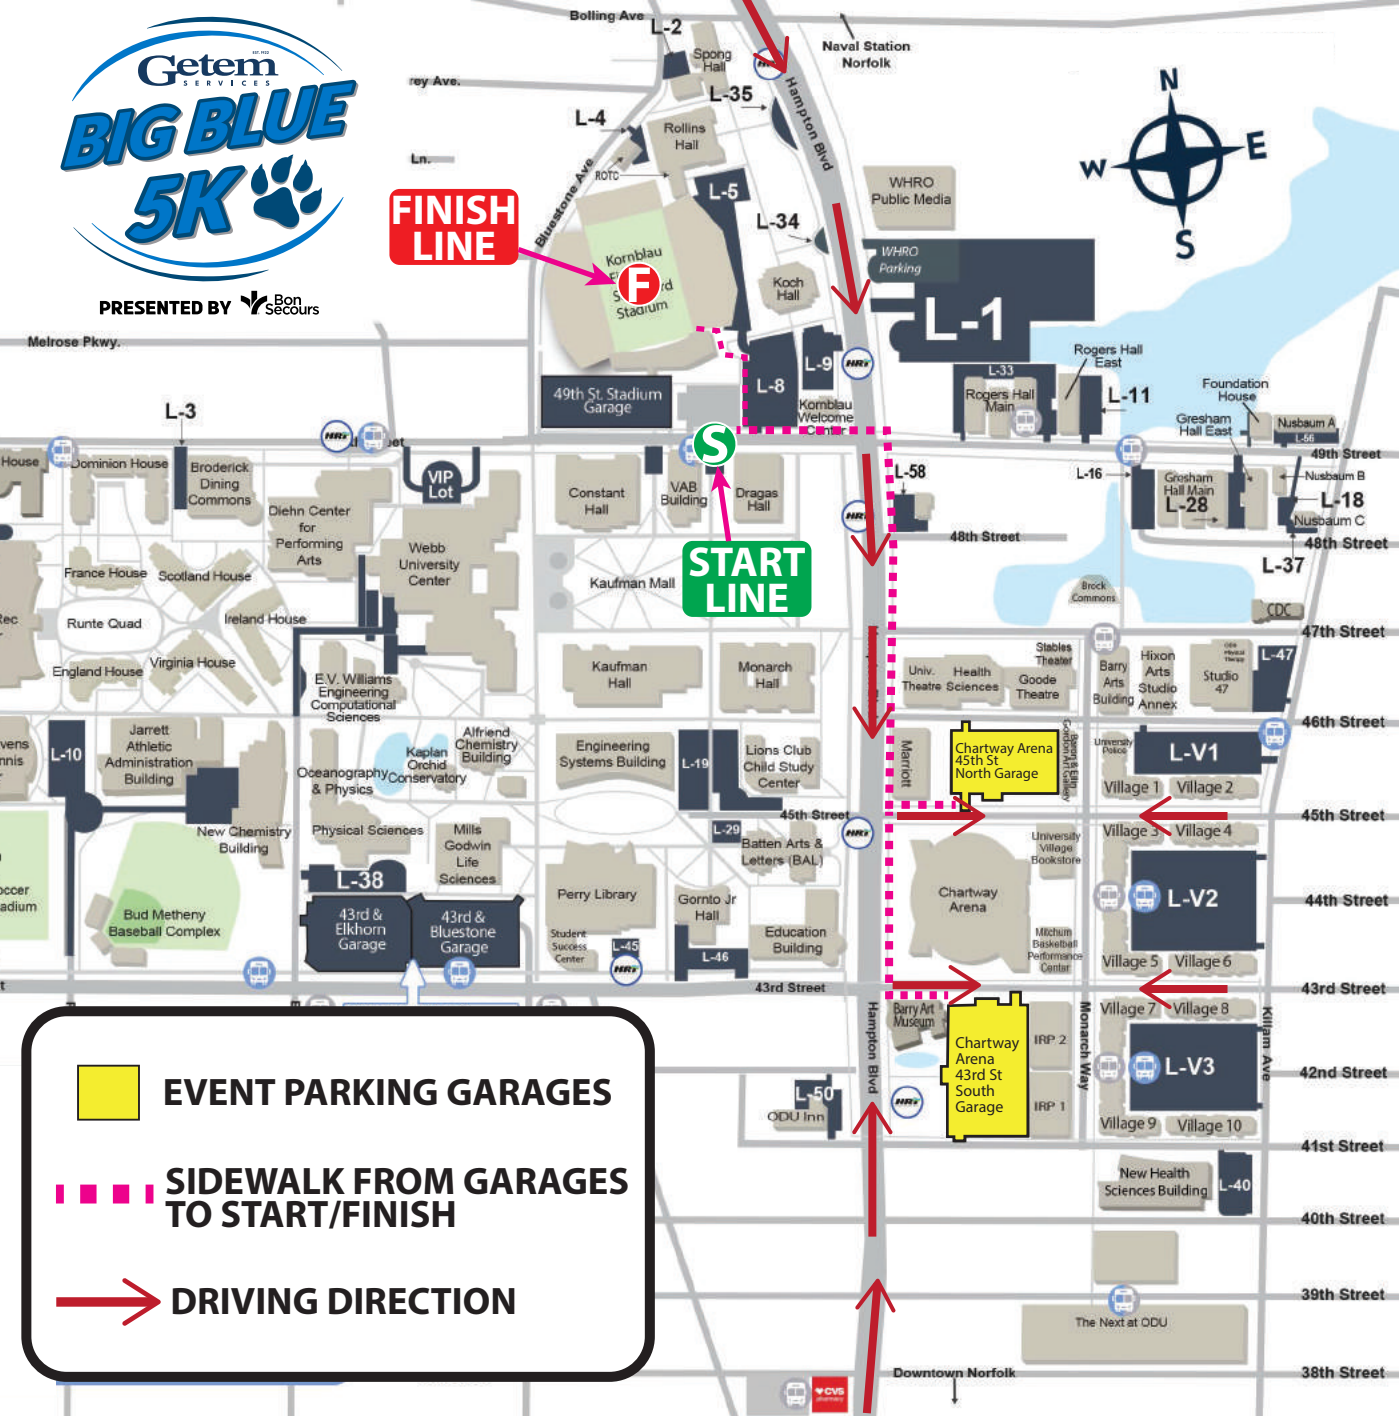 Getem
EST. 1922
SERVICES
BIG BLUE
5K
PRESENTED BY Bon
Secours
Bolling Ave
L-2
Spong
Hall
Naval Station
Norfolk
N
E
W
S
rey Ave.
L-35
Hampton Blvd
L-4
Rollins
Hall
Ln.
ROTC
Bluestone Ave
L-5
WHRO
Public Media
FINISH
LINE
L-34
Kornblau
F
Stadium
WHRO
Parking
Koch
Hall
L-1
Melrose Pkwy.
L-9
HRT
L-8
L-33
Rogers Hall
East
Rogers Hall
Main
L-11
Foundation
House
49th St. Stadium
Garage
Kornblau
Welcome
Center
Gresham
Hall East
Nusbaum A
L-56
L-3
HRT
S
49th Street
House
Dominion House
Broderick
Dining
Commons
VIP
Lot
Constant
Hall
VAB
Building
Dragas
Hall
L-58
L-16
Gresham
Hall Main
L-28
Nusbaum B
L-18
Nusbaum C
Diehn Center
for
Performing
Arts
HRT
48th Street
48th Street
L-37
Webb
University
Center
START
LINE
Kaufman Mall
France House
Scotland House
Brock
Commons
CDC
Runte Quad
Ireland House
47th Street
England House
Virginia House
E.V. Williams
Engineering
Computational
Sciences
Kaufman
Hall
Monarch
Hall
Univ.
Theatre
Health
Sciences
Stables
Theater
Goode
Theatre
Barry
Arts
Building
Hixon
Arts
Studio
Annex
Studio
47
L-47
46th Street
L-10
Jarrett
Athletic
Administration
Building
Oceanography
& Physics
Kaplan
Orchid
Conservatory
Alfriend
Chemistry
Building
Engineering
Systems Building
L-19
Lions Club
Child Study
Center
Marriott
Chartway Arena
45th St
North Garage
University
Police
L-V1
Village 1
Village 2
45th Street
45th Street
New Chemistry
Building
Physical Sciences
Mills
Godwin
Life
Sciences
L-29
Batten Arts &
Letters (BAL)
HRT
Village 3
Village 4
University
Village
Bookstore
L-38
Perry Library
Gornto Jr
Hall
Chartway
Arena
L-V2
44th Street
Bud Metheny
Baseball Complex
43rd &
Elkhorn
Garage
43rd &
Bluestone
Garage
Student
Success
Center
L-45
HRT
L-46
Education
Building
Mitchum
Basketball
Performance
Center
Village 5
Village 6
43rd Street
43rd Street
Barry Art
Museum
Village 7
Village 8
Hampton Blvd
Monarch Way
Killam Ave
Chartway
Arena
43rd St
South
Garage
IRP 2
IRP 1
L-V3
42nd Street
L-50
ODU Inn
HRT
Village 9
Village 10
41st Street
New Health
Sciences Building
L-40
40th Street
39th Street
The Next at ODU
Downtown Norfolk
38th Street
CVS
pharmacy
EVENT PARKING GARAGES
SIDEWALK FROM GARAGES
TO START/FINISH
DRIVING DIRECTION